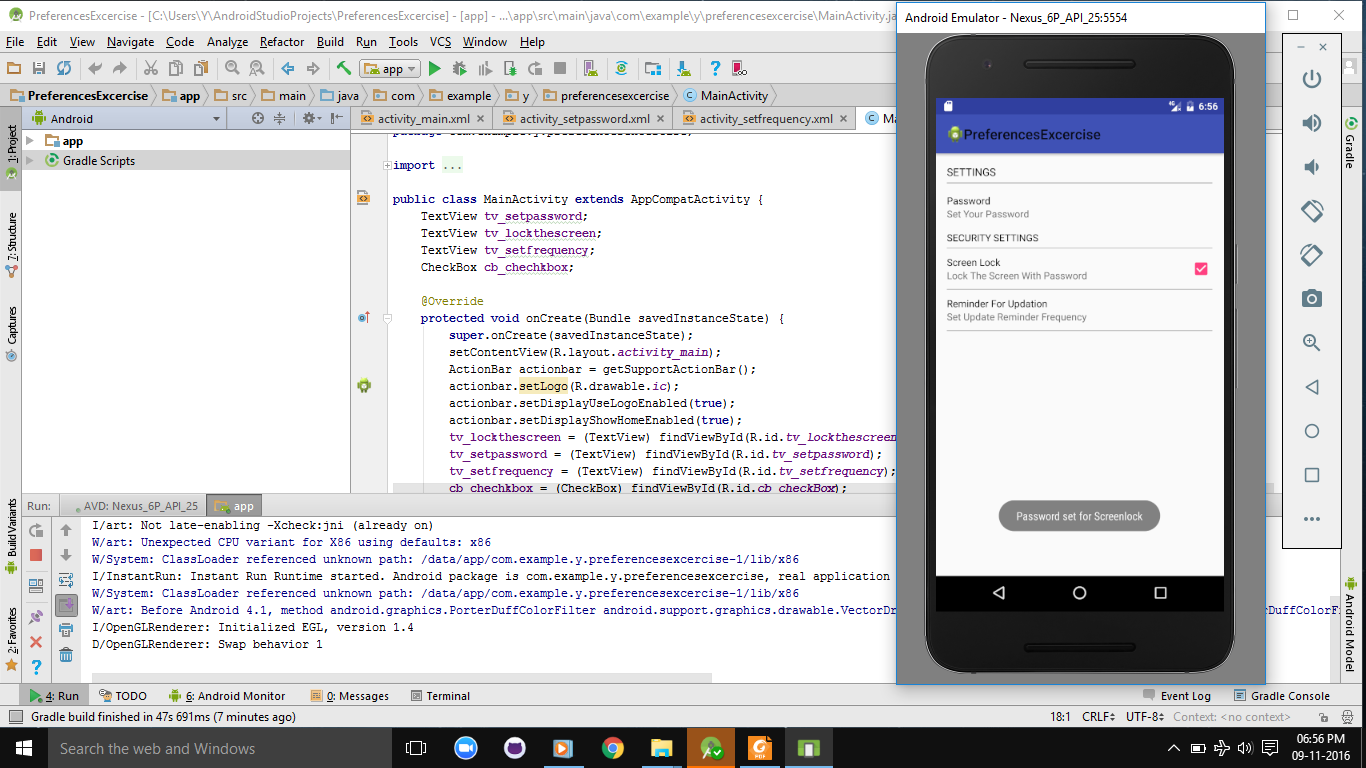 PreferencesExcercise - [C:\Users\Y\AndroidStudioProjects\PreferencesExcercise] - [app] - ...\app\src\main\java\com\example\y\preferencesexcercise\MainActivity.ja
File Edit View Navigate Code Analyze Refactor Build Run Tools VCS Window Help
app
PreferencesExcercise app src main java com example y preferencesexcercise MainActivity
Android
activity_main.xml activity_setpassword.xml activity_setfrequency.xml Ma
1: Project
7: Structure
Captures
Build Variants
2: Favorites
app
Gradle Scripts
import ...
public class MainActivity extends AppCompatActivity {
TextView tv_setpassword;
TextView tv_lockthescreen;
TextView tv_setfrequency;
CheckBox cb_chechkbox;
@Override
protected void onCreate(Bundle savedInstanceState) {
super.onCreate(savedInstanceState);
setContentView(R.layout.activity_main);
ActionBar actionbar = getSupportActionBar();
actionbar.setLogo(R.drawable.ic);
actionbar.setDisplayUseLogoEnabled(true);
actionbar.setDisplayShowHomeEnabled(true);
tv_lockthescreen = (TextView) findViewById(R.id.tv_lockthescreen
tv_setpassword = (TextView) findViewById(R.id.tv_setpassword);
tv_setfrequency = (TextView) findViewById(R.id.tv_setfrequency);
cb_chechkbox = (CheckBox) findViewById(R.id.cb_checkBox);
Android Emulator - Nexus_6P_API_25:5554
6:56
PreferencesExcercise
SETTINGS
Password
Set Your Password
SECURITY SETTINGS
Screen Lock
Lock The Screen With Password
Reminder For Updation
Set Update Reminder Frequency
Password set for Screenlock
Gradle
Android Model
Run: AVD: Nexus_6P_API_25 app
I/art: Not late-enabling -Xcheck:jni (already on)
W/art: Unexpected CPU variant for X86 using defaults: x86
W/System: ClassLoader referenced unknown path: /data/app/com.example.y.preferencesexcercise-1/lib/x86
I/InstantRun: Instant Run Runtime started. Android package is com.example.y.preferencesexcercise, real application
W/System: ClassLoader referenced unknown path: /data/app/com.example.y.preferencesexcercise-1/lib/x86
W/art: Before Android 4.1, method android.graphics.PorterDuffColorFilter android.support.graphics.drawable.VectorDr erDuffColorFi
I/OpenGLRenderer: Initialized EGL, version 1.4
D/OpenGLRenderer: Swap behavior 1
4: Run TODO 6: Android Monitor 0: Messages Terminal Event Log Gradle Console
Gradle build finished in 47s 691ms (7 minutes ago) 18:1 CRLF UTF-8 Context: <no context>
Search the web and Windows
06:56 PM
09-11-2016